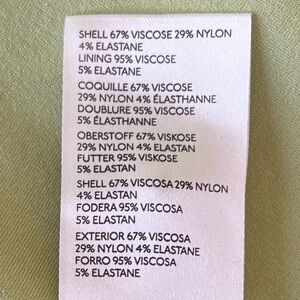 SHELL 67% VISCOSE 29% NYLON
4% ELASTANE
LINING 95% VISCOSE
5% ELASTANE
COQUILLE 67% VISCOSE
29% NYLON 4% ÉLASTHANNE
DOUBLURE 95% VISCOSE
5% ÉLASTHANNE
OBERSTOFF 67% VISKOSE
29% NYLON 4% ELASTAN
FUTTER 95% VISKOSE
5% ELASTAN
SHELL 67% VISCOSA 29% NYLON
4% ELASTAN
FODERA 95% VISCOSA
5% ELASTAN
EXTERIOR 67% VISCOSA
29% NYLON 4% ELASTANE
FORRO 95% VISCOSA
5% ELASTANE